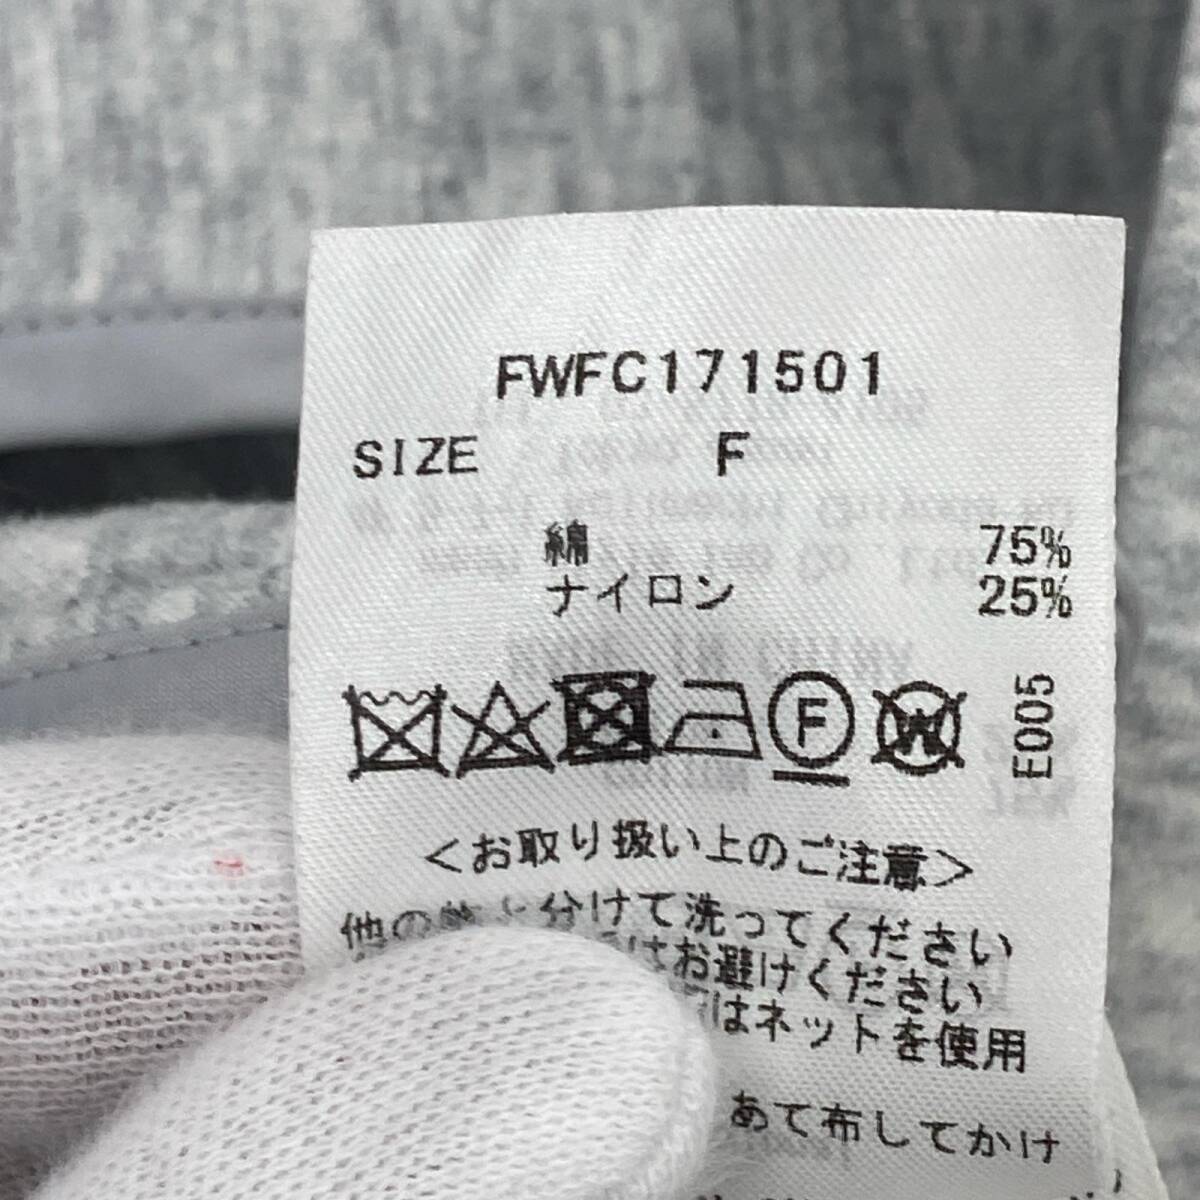 FWFC171501
SIZE F
綿 75%
ナイロン 25%
F W E005
<お取り扱い上のご注意>
他の物と分けて洗ってください
はお避けください
はネットを使用
あて布してかけ